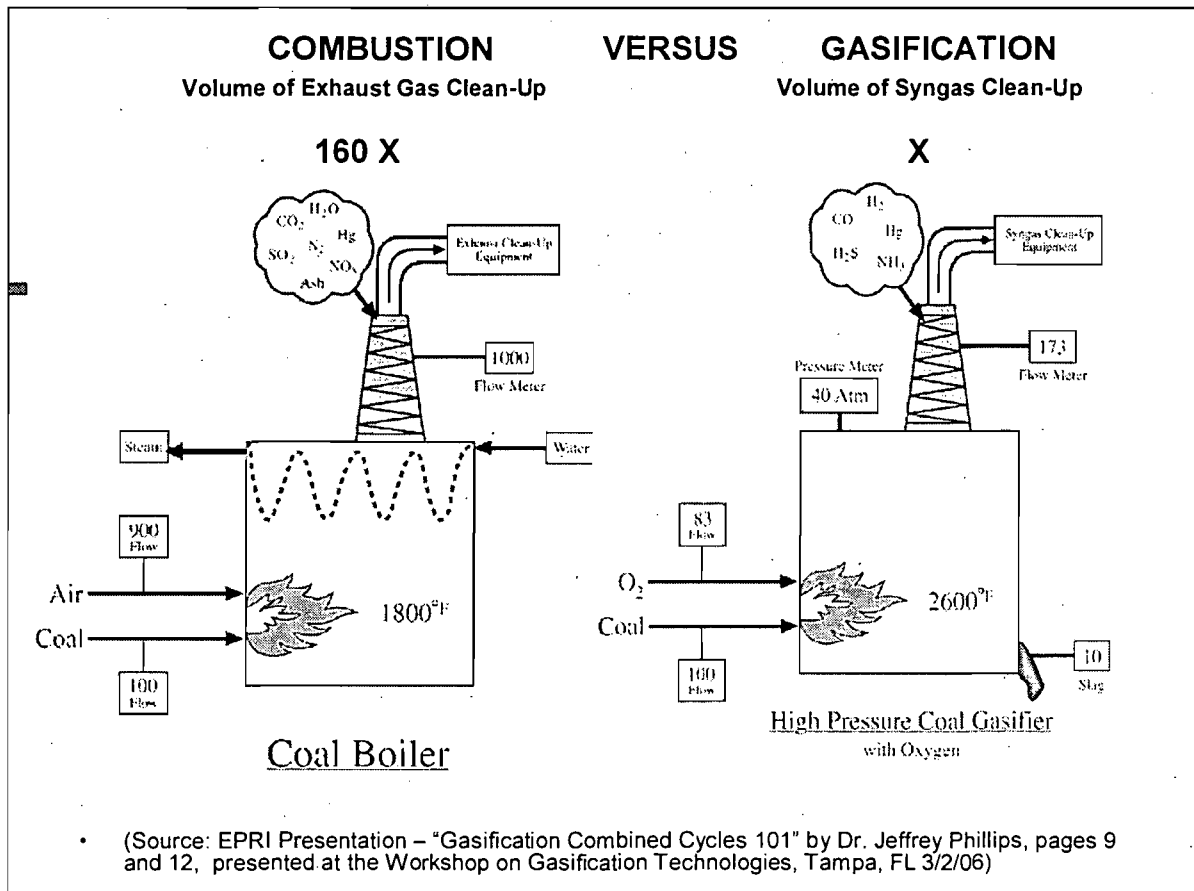 COMBUSTION VERSUS GASIFICATION
Volume of Exhaust Gas Clean-Up
Volume of Syngas Clean-Up
160 X
X
CO₂
H₂O
Hg
SO₂
N₂
NOₓ
Ash
Exhaust Clean-Up
Equipment
1000
Flow Meter
Steam
Water
900
Flow
Air
Coal
1800°F
100
Flow
Coal Boiler
CO
H₂
Hg
H₂S
NH₃
Syngas Clean-Up
Equipment
173
Flow Meter
Pressure Meter
40 Atm
83
Flow
O₂
Coal
2600°F
100
Flow
10
Slag
High Pressure Coal Gasifier
with Oxygen
• (Source: EPRI Presentation – "Gasification Combined Cycles 101" by Dr. Jeffrey Phillips, pages 9
and 12, presented at the Workshop on Gasification Technologies, Tampa, FL 3/2/06)